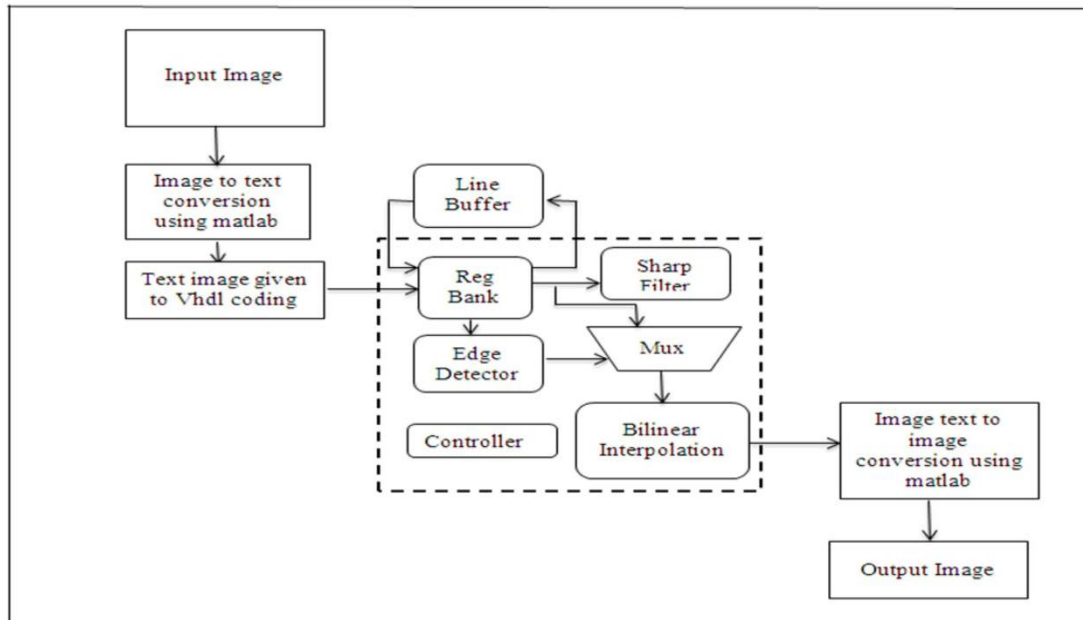 Input Image
Image to text
conversion
using matlab
Text image given
to Vhdl coding
Line
Buffer
Reg
Bank
Sharp
Filter
Edge
Detector
Mux
Controller
Bilinear
Interpolation
Image text to
image
conversion using
matlab
Output Image